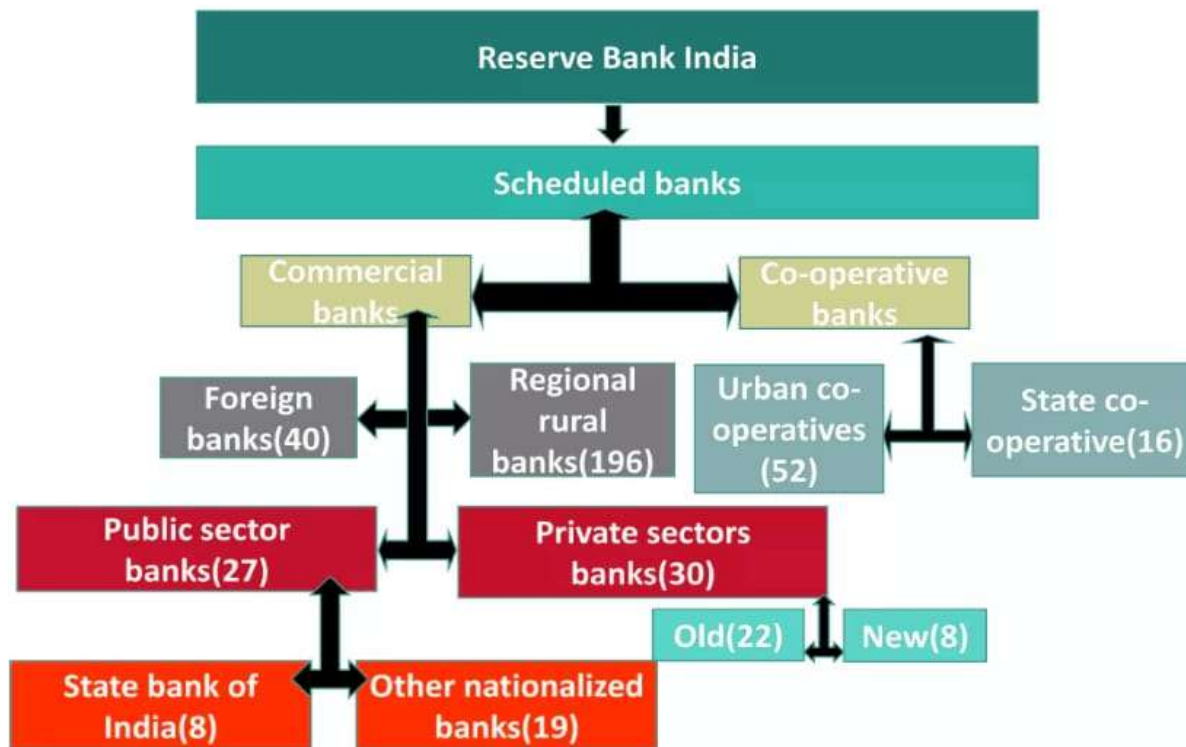 Reserve Bank India
Scheduled banks
Commercial
banks
Co-operative
banks
Foreign
banks(40)
Regional
rural
banks(196)
Urban co-
operatives
(52)
State co-
operative(16)
Public sector
banks(27)
Private sectors
banks(30)
Old(22)
New(8)
State bank of
India(8)
Other nationalized
banks(19)